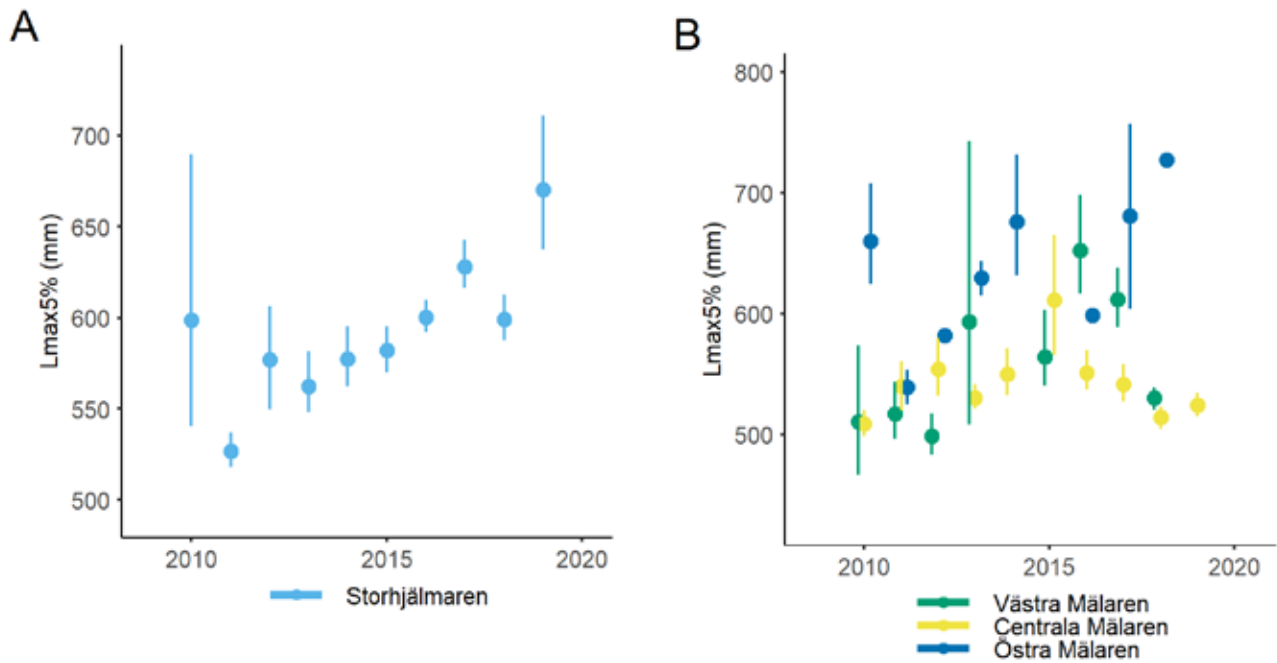 A
Lmax5% (mm)
700
650
600
550
500
2010
2015
2020
Storhjälmaren
B
Lmax5% (mm)
800
700
600
500
2010
2015
2020
Västra Mälaren
Centrala Mälaren
Östra Mälaren